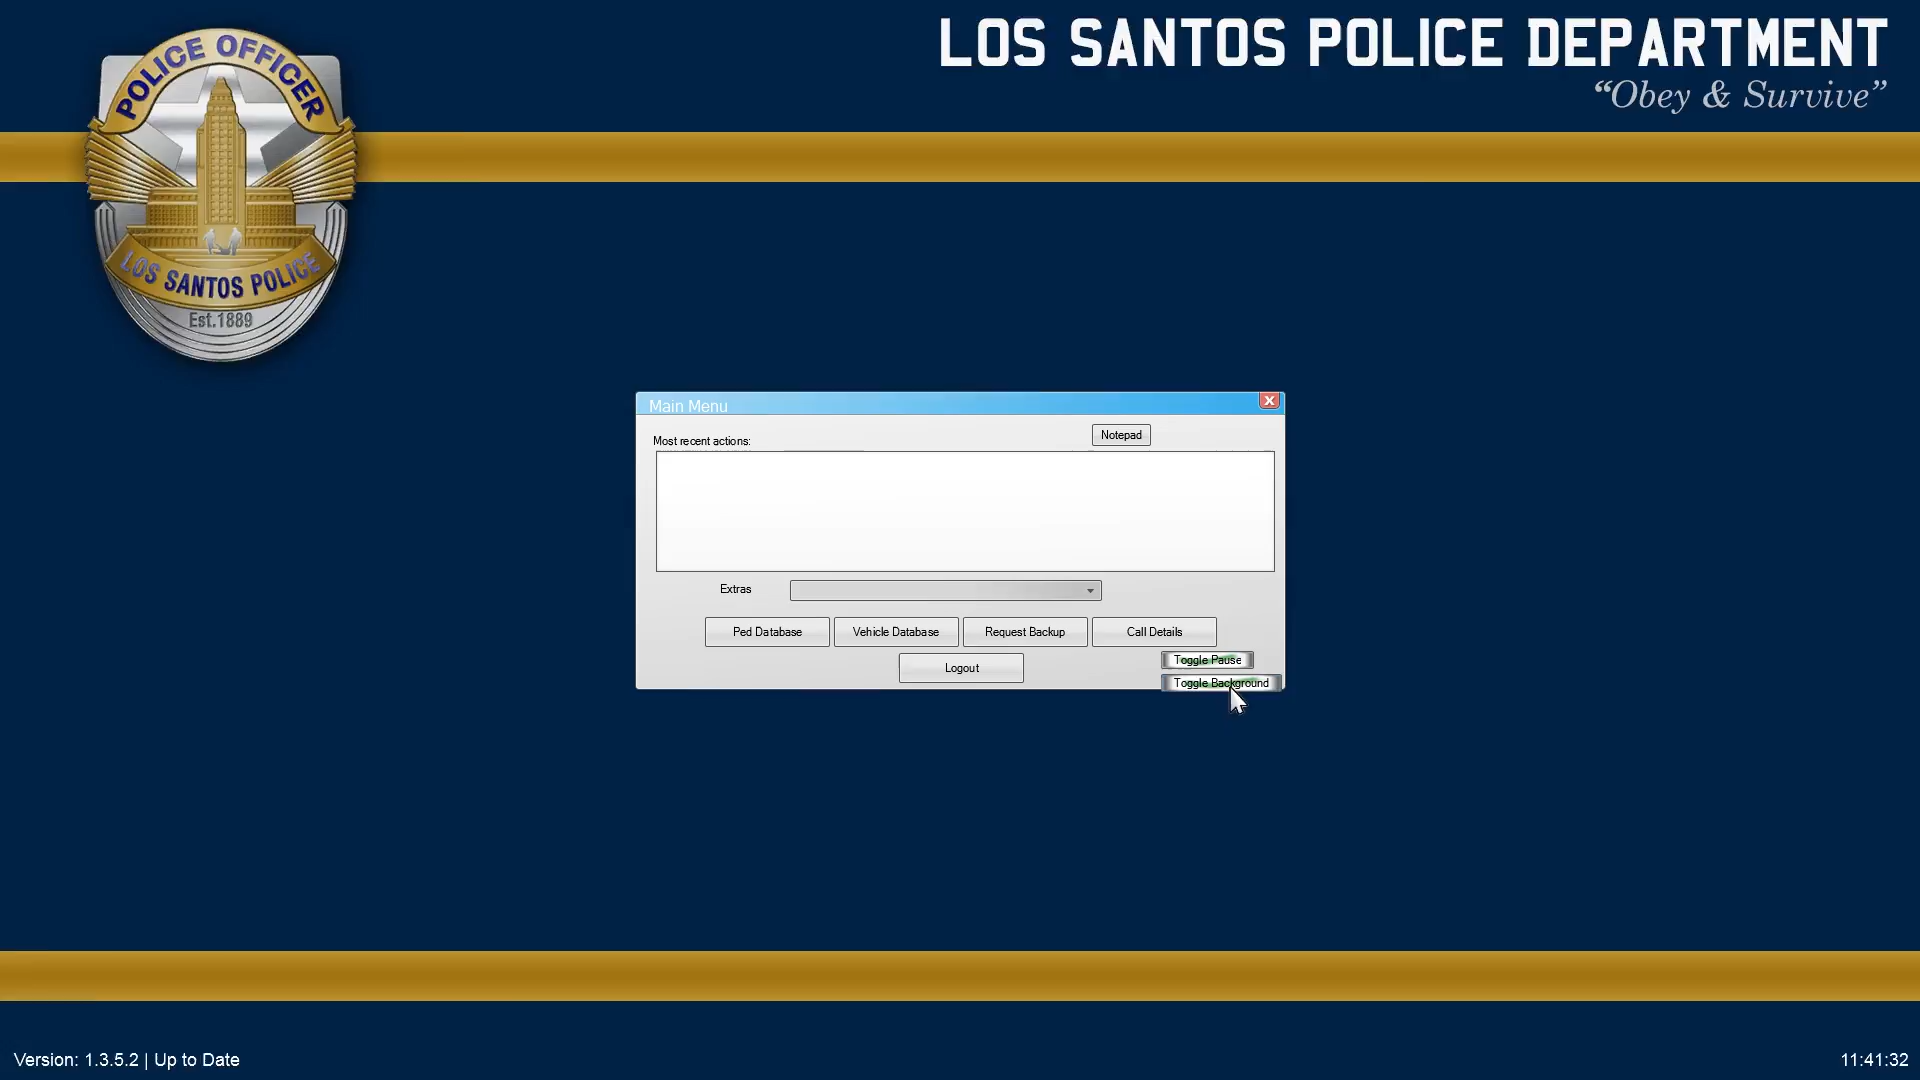 LOS SANTOS POLICE DEPARTMENT
“Obey & Survive”
POLICE OFFICER
LOS SANTOS POLICE
Est.1889
Main Menu
Notepad
Most recent actions:
Extras
Ped Database Vehicle Database Request Backup Call Details
Toggle Pause
Logout
Toggle Background
Version: 1.3.5.2 | Up to Date
11:41:32